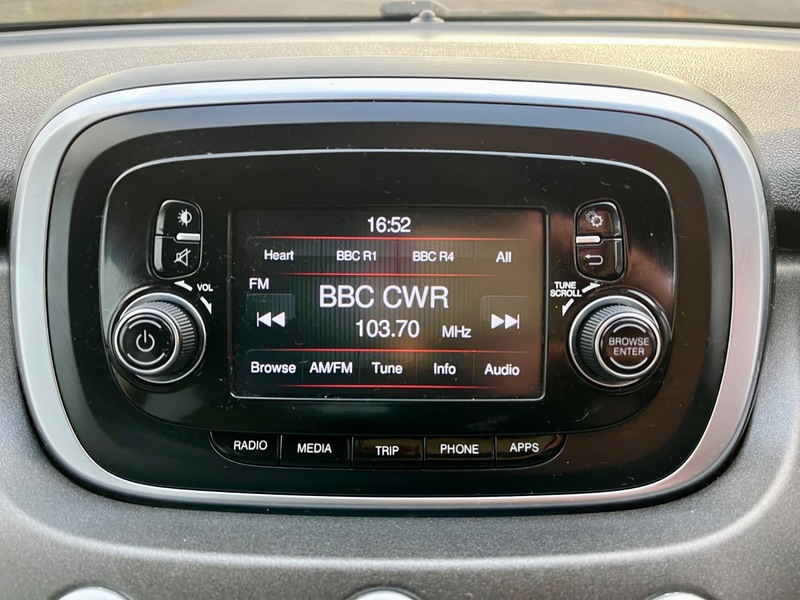 16:52
Heart BBC R1 BBC R4 All
VOL
TUNE
SCROLL
FM
BBC CWR
103.70 MHz
BROWSE
ENTER
Browse AM/FM Tune Info Audio
RADIO MEDIA TRIP PHONE APPS